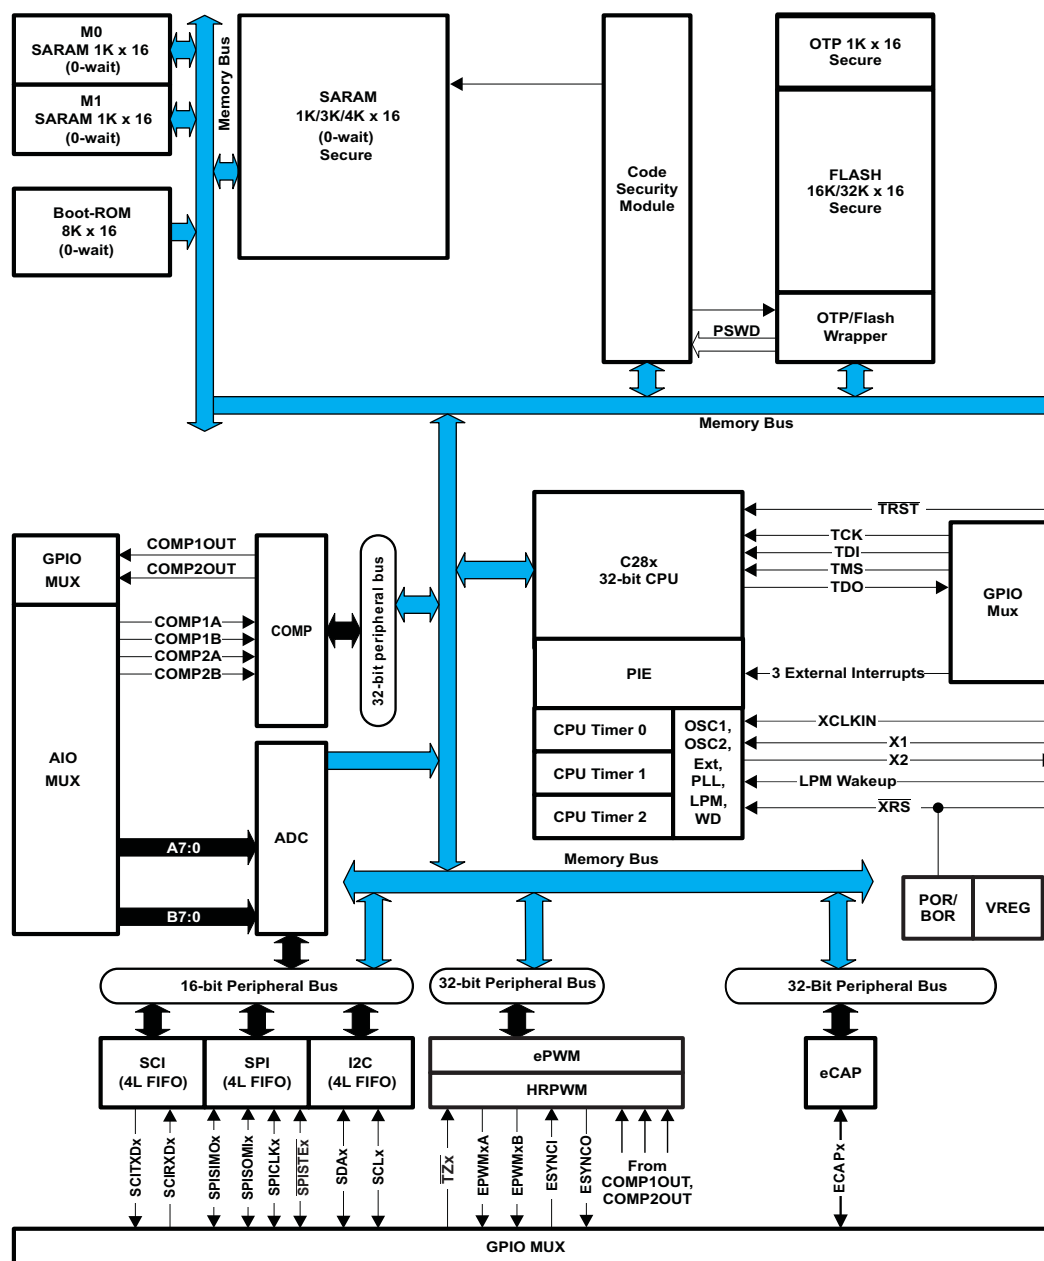 M0
SARAM 1K x 16
(0-wait)
M1
SARAM 1K x 16
(0-wait)
Boot-ROM
8K x 16
(0-wait)
Memory Bus
SARAM
1K/3K/4K x 16
(0-wait)
Secure
Code
Security
Module
OTP 1K x 16
Secure
FLASH
16K/32K x 16
Secure
OTP/Flash
Wrapper
PSWD
Memory Bus
GPIO
MUX
AIO
MUX
COMP1OUT
COMP2OUT
COMP1A
COMP1B
COMP2A
COMP2B
COMP
32-bit peripheral bus
A7:0
B7:0
ADC
C28x
32-bit CPU
PIE
CPU Timer 0
CPU Timer 1
CPU Timer 2
OSC1,
OSC2,
Ext,
PLL,
LPM,
WD
TRST
TCK
TDI
TMS
TDO
GPIO
Mux
3 External Interrupts
XCLKIN
X1
X2
LPM Wakeup
XRS
POR/
BOR
VREG
Memory Bus
16-bit Peripheral Bus
32-bit Peripheral Bus
32-Bit Peripheral Bus
SCI
(4L FIFO)
SPI
(4L FIFO)
I2C
(4L FIFO)
ePWM
HRPWM
eCAP
SCITXDx
SCIRXDx
SPISIMOx
SPISOMIx
SPICLKx
SPISTEx
SDAx
SCLx
TZx
EPWMxA
EPWMxB
ESYNCI
ESYNCO
From
COMP1OUT,
COMP2OUT
ECAPx
GPIO MUX